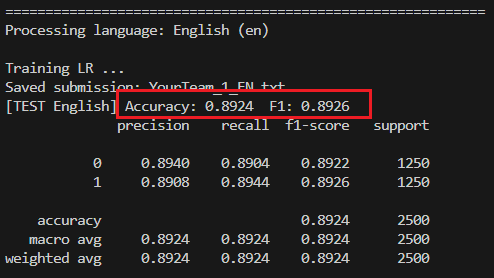 ============================================================
Processing language: English (en)
Training LR ...
Saved submission: YourTeam_1_EN.txt
[TEST English] Accuracy: 0.8924 F1: 0.8926
precision recall f1-score support
0 0.8940 0.8904 0.8922 1250
1 0.8908 0.8944 0.8926 1250
accuracy 0.8924 2500
macro avg 0.8924 0.8924 0.8924 2500
weighted avg 0.8924 0.8924 0.8924 2500